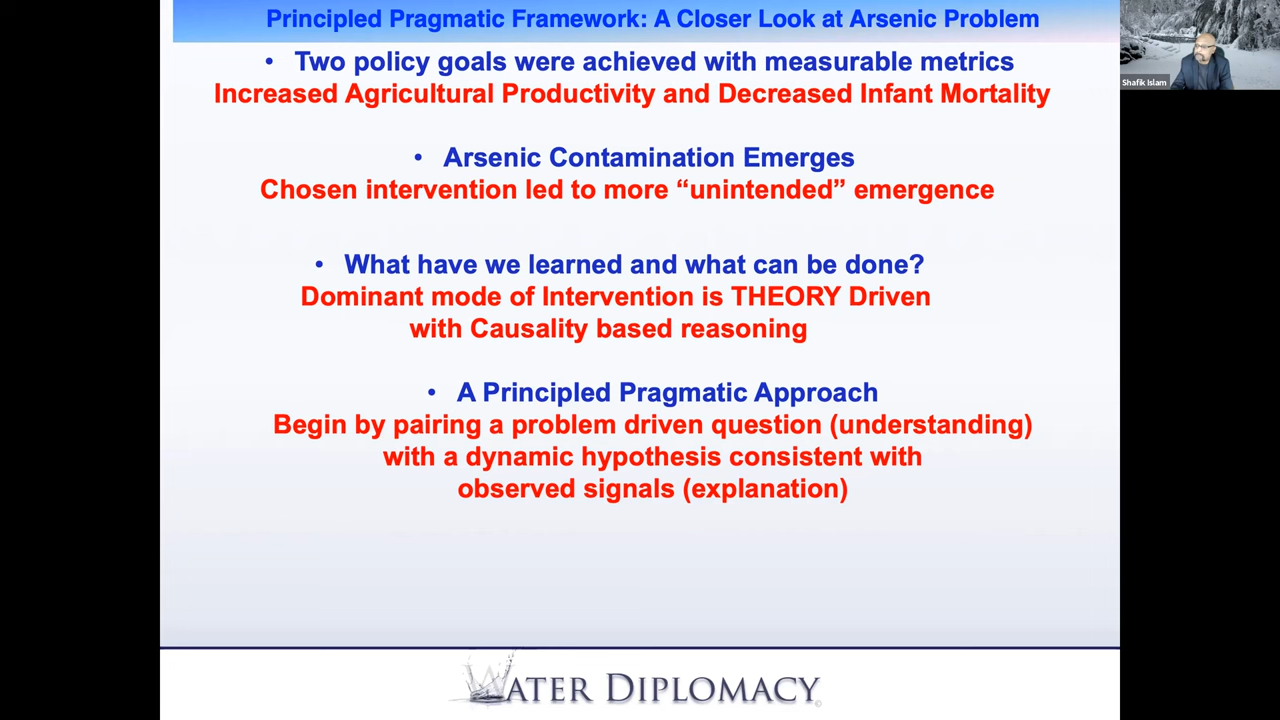 Principled Pragmatic Framework: A Closer Look at Arsenic Problem
• Two policy goals were achieved with measurable metrics
Increased Agricultural Productivity and Decreased Infant Mortality
• Arsenic Contamination Emerges
Chosen intervention led to more “unintended” emergence
• What have we learned and what can be done?
Dominant mode of Intervention is THEORY Driven
with Causality based reasoning
• A Principled Pragmatic Approach
Begin by pairing a problem driven question (understanding)
with a dynamic hypothesis consistent with
observed signals (explanation)
WATER DIPLOMACY©
Shafik Islam